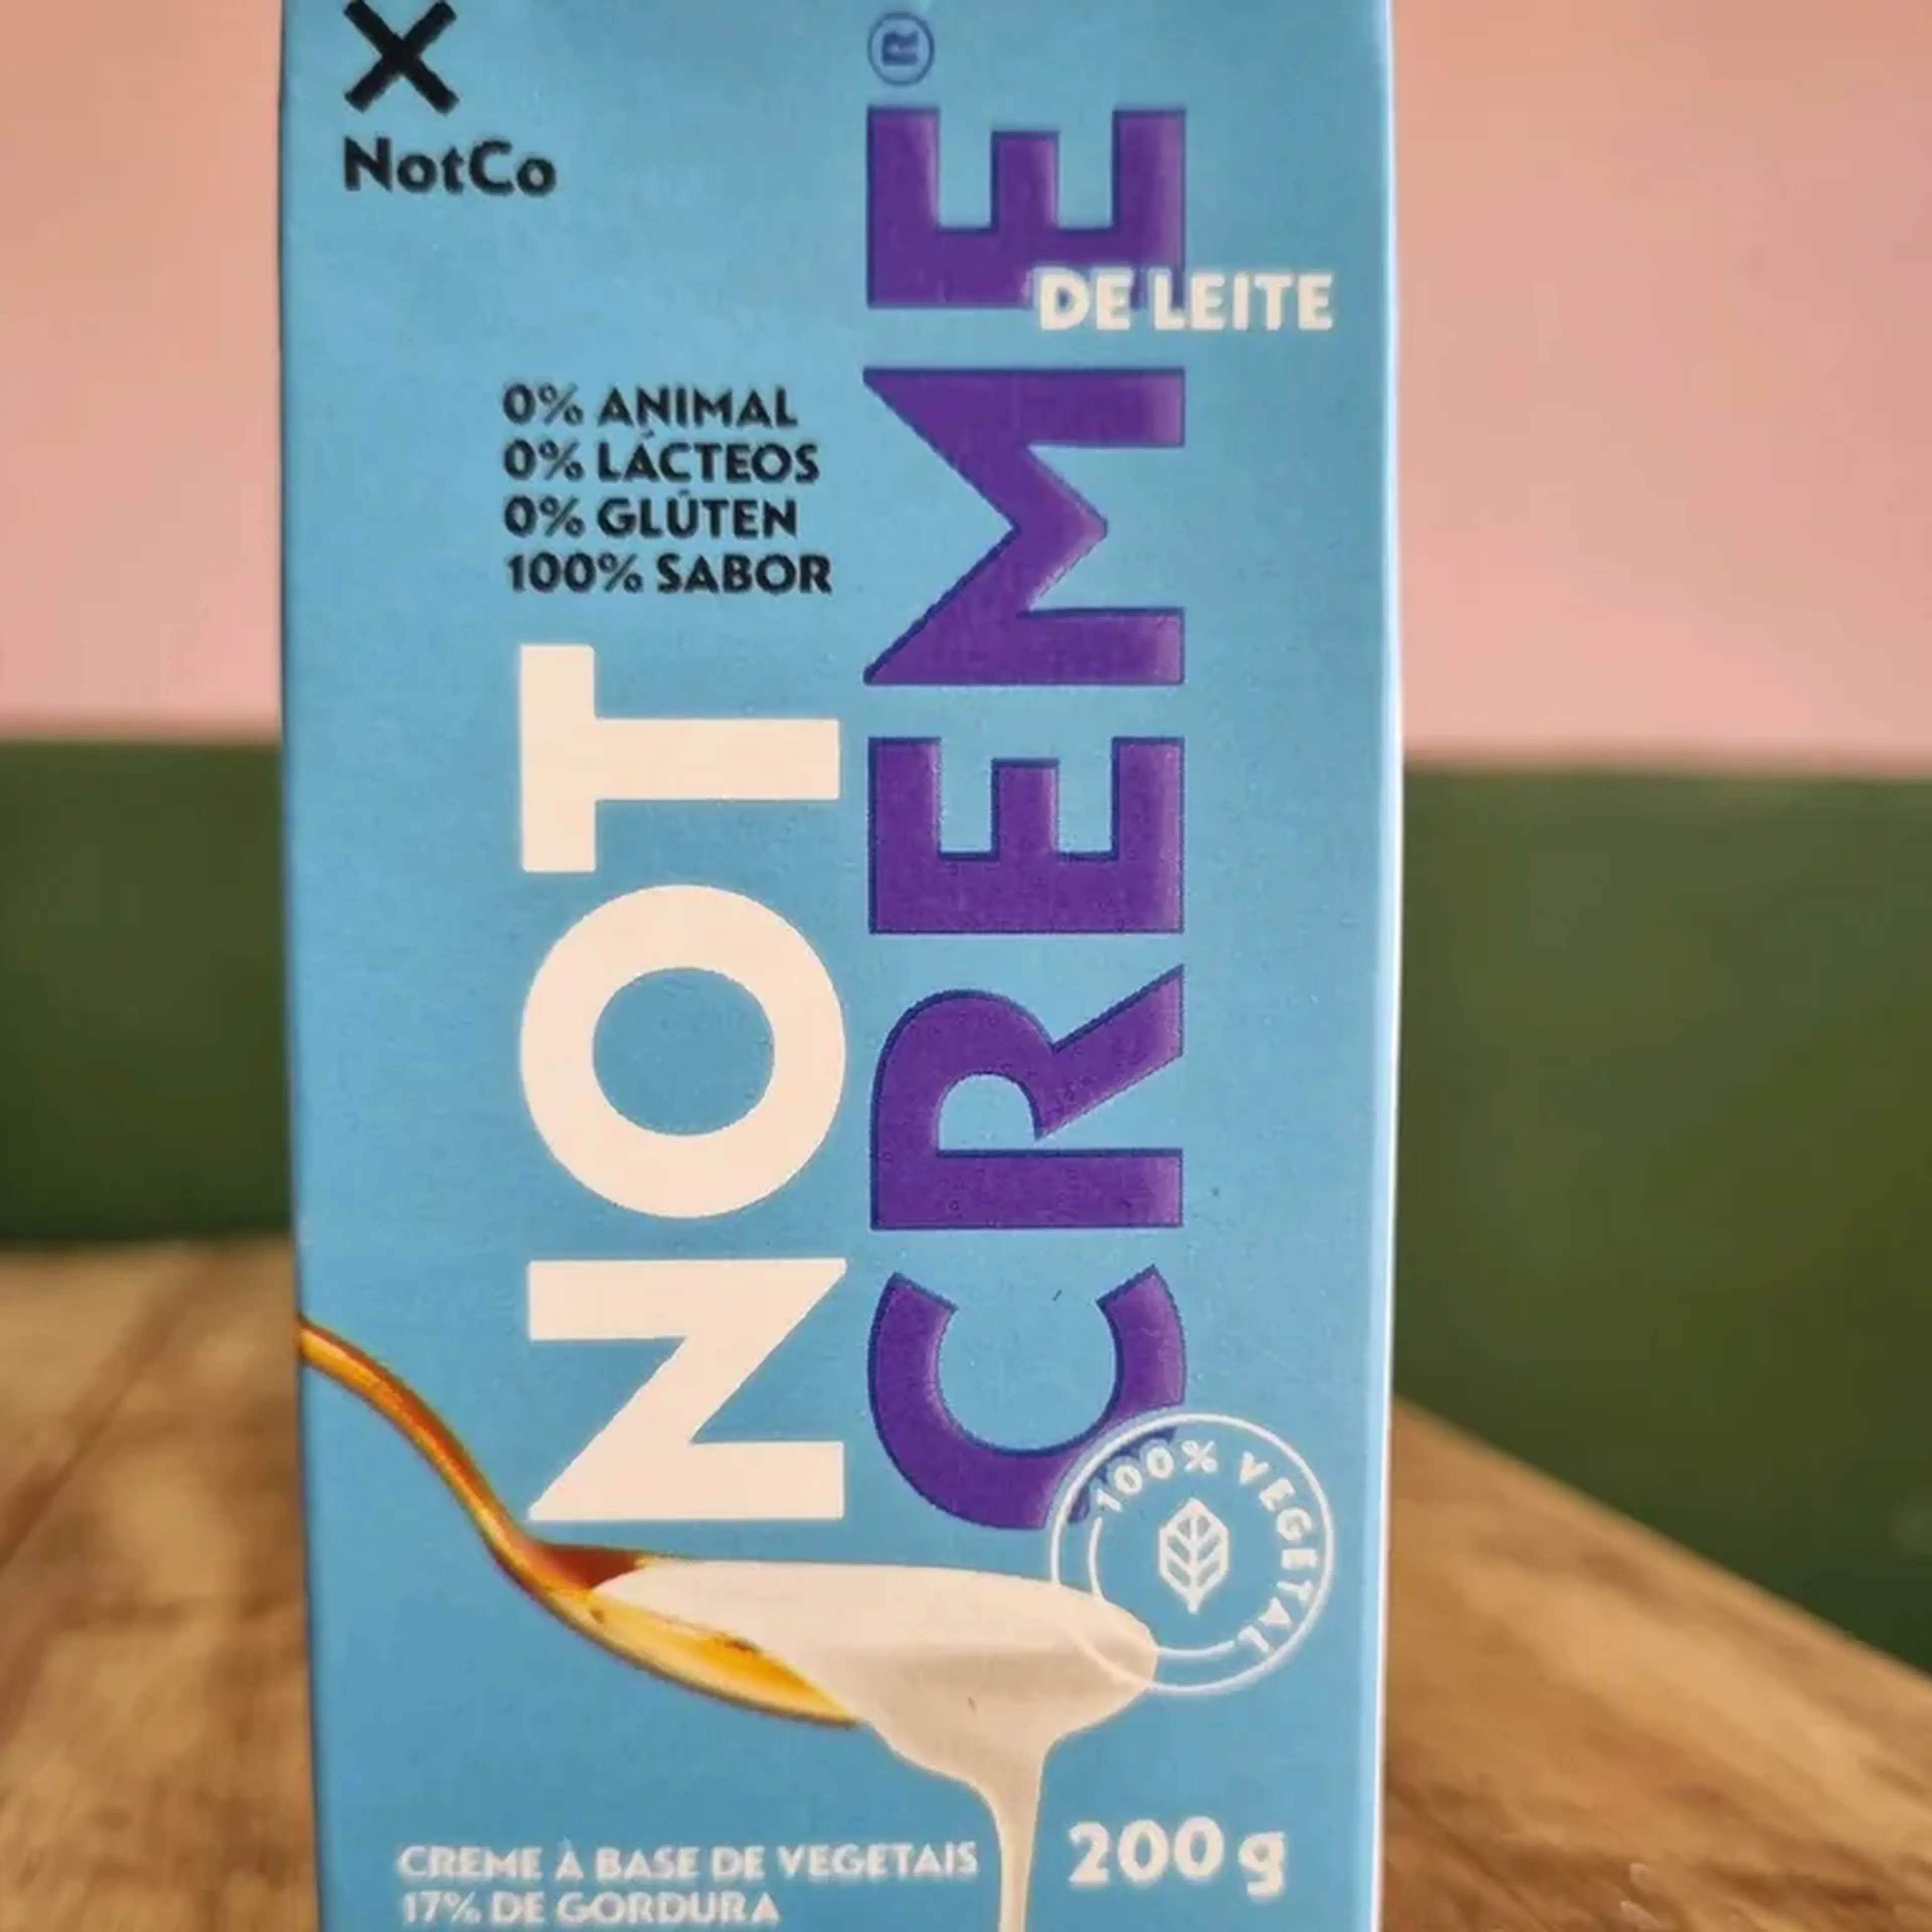 NotCo
DE LEITE
0% ANIMAL
0% LÁCTEOS
0% GLÚTEN
100% SABOR
NOT
CREME®
100% VEGETAL
CREME À BASE DE VEGETAIS
17% DE GORDURA
200 g